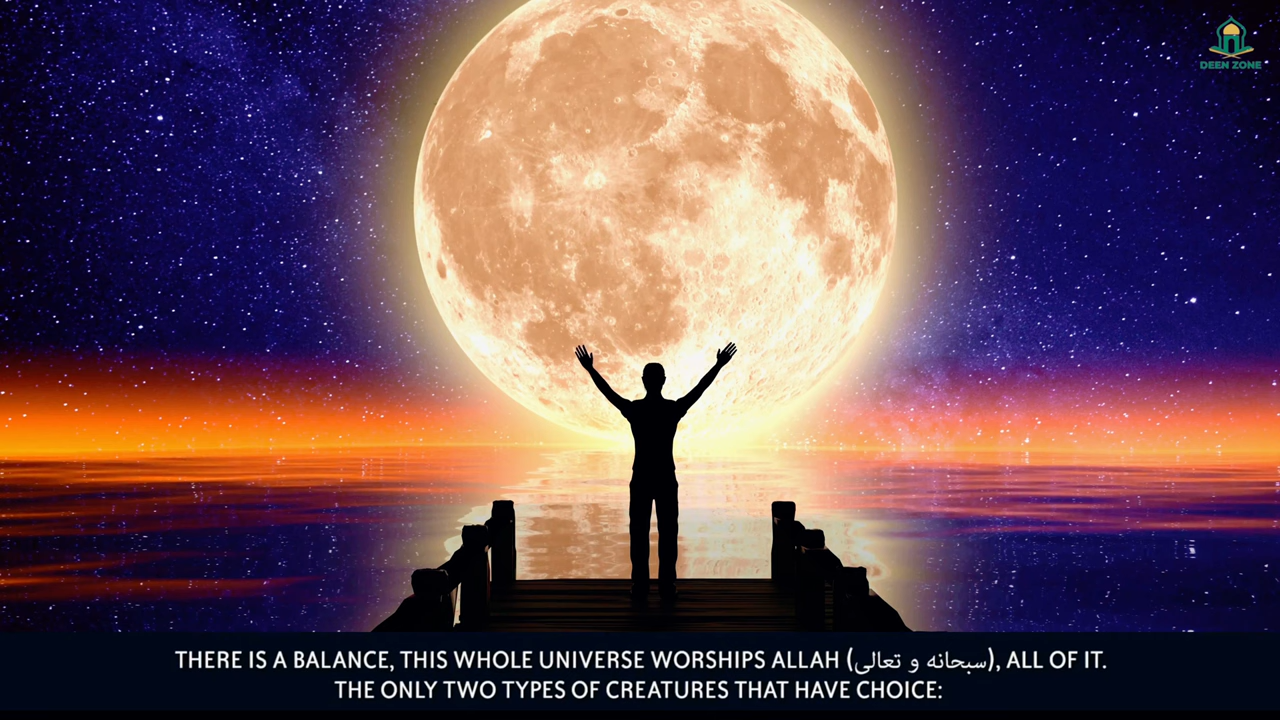 DEEN ZONE
THERE IS A BALANCE, THIS WHOLE UNIVERSE WORSHIPS ALLAH (سبحانه و تعالى), ALL OF IT.
THE ONLY TWO TYPES OF CREATURES THAT HAVE CHOICE: